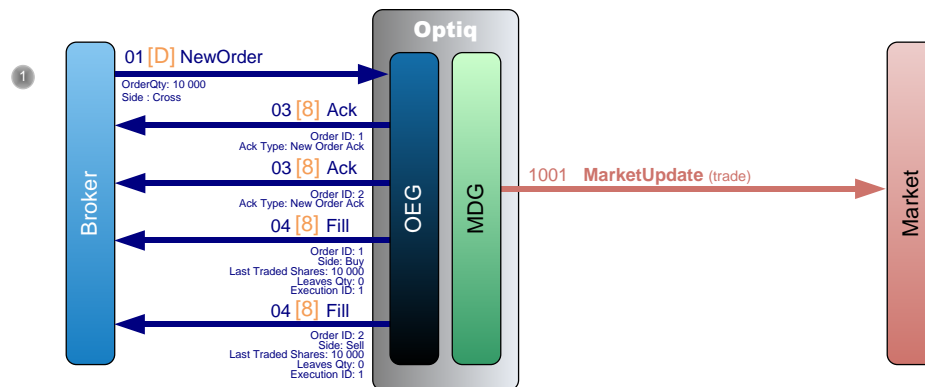 Optiq
1
01 [D] NewOrder
OrderQty: 10 000
Side : Cross
03 [8] Ack
Order ID: 1
Ack Type: New Order Ack
03 [8] Ack
Order ID: 2
Ack Type: New Order Ack
04 [8] Fill
Order ID: 1
Side: Buy
Last Traded Shares: 10 000
Leaves Qty: 0
Execution ID: 1
04 [8] Fill
Order ID: 2
Side: Sell
Last Traded Shares: 10 000
Leaves Qty: 0
Execution ID: 1
Broker
OEG
MDG
1001 MarketUpdate (trade)
Market